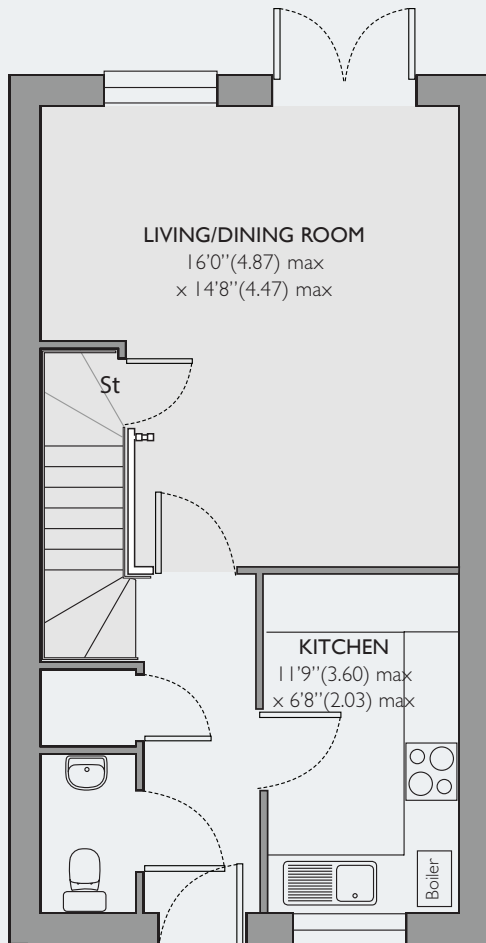 LIVING/DINING ROOM
16'0"(4.87) max
x 14'8"(4.47) max
St
KITCHEN
11'9"(3.60) max
x 6'8"(2.03) max
Boiler